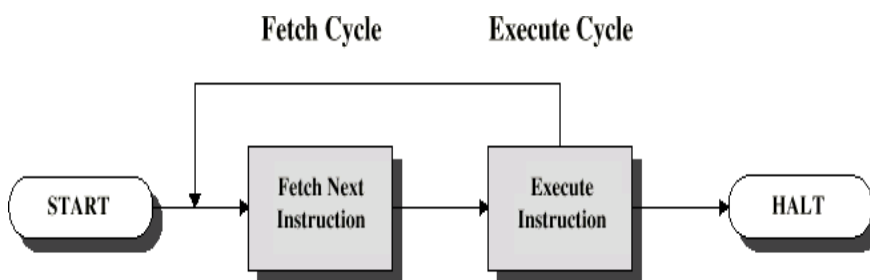 Fetch Cycle
Execute Cycle
START
Fetch Next
Instruction
Execute
Instruction
HALT